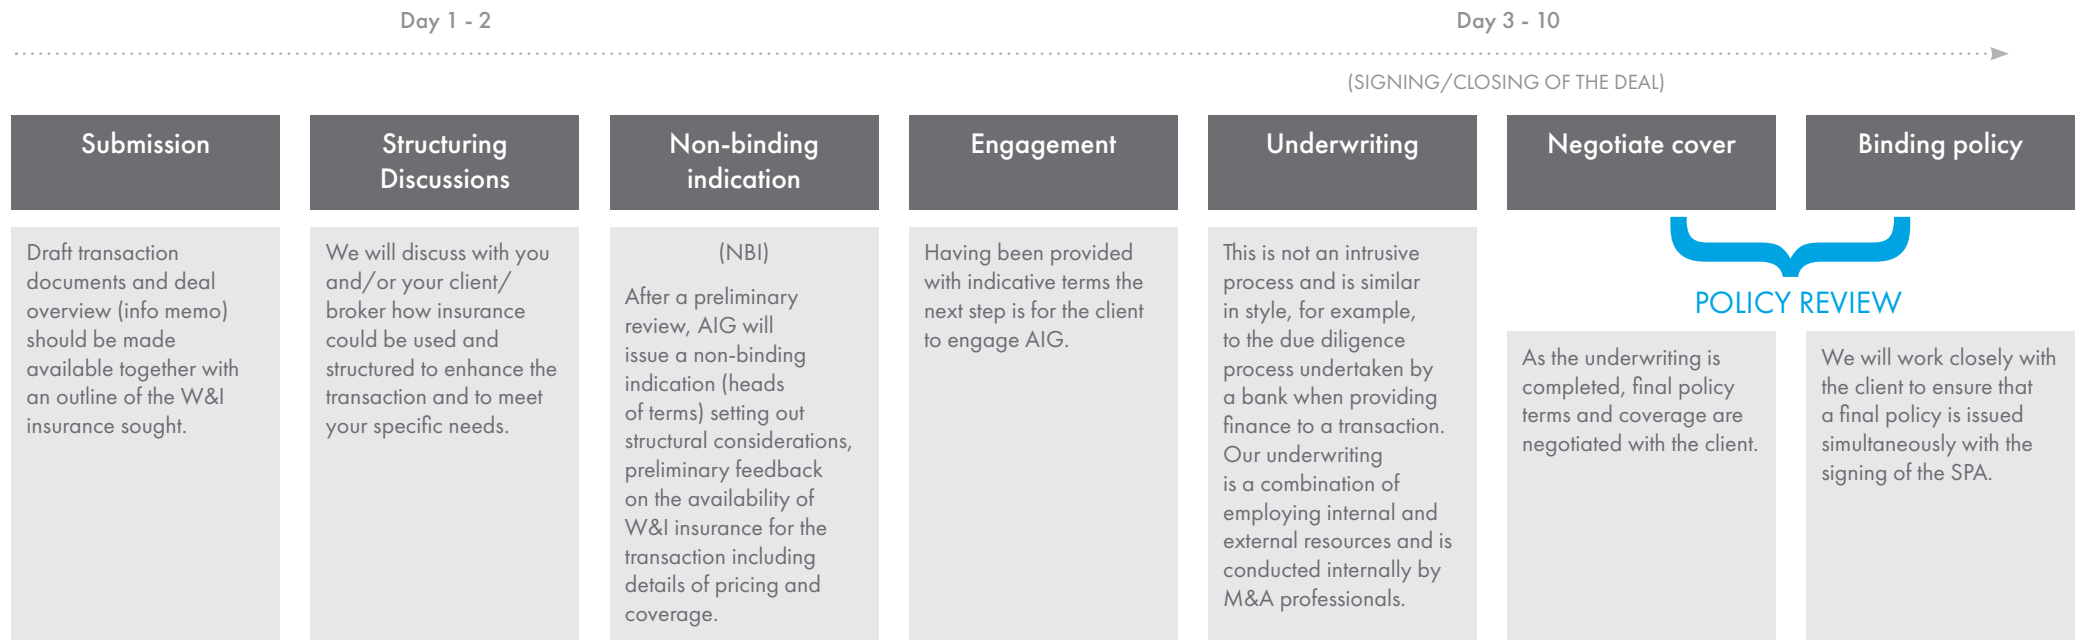 Day 1 - 2
Day 3 - 10
(SIGNING/CLOSING OF THE DEAL)
Submission
Draft transaction
documents and deal
overview (info memo)
should be made
available together with
an outline of the W&I
insurance sought.
Structuring
Discussions
We will discuss with you
and/or your client/
broker how insurance
could be used and
structured to enhance the
transaction and to meet
your specific needs.
Non-binding
indication
(NBI)
After a preliminary
review, AIG will
issue a non-binding
indication (heads
of terms) setting out
structural considerations,
preliminary feedback
on the availability of
W&I insurance for the
transaction including
details of pricing and
coverage.
Engagement
Having been provided
with indicative terms the
next step is for the client
to engage AIG.
Underwriting
This is not an intrusive
process and is similar
in style, for example,
to the due diligence
process undertaken by
a bank when providing
finance to a transaction.
Our underwriting
is a combination of
employing internal and
external resources and is
conducted internally by
M&A professionals.
Negotiate cover
Binding policy
POLICY REVIEW
As the underwriting is
completed, final policy
terms and coverage are
negotiated with the client.
We will work closely with
the client to ensure that
a final policy is issued
simultaneously with the
signing of the SPA.